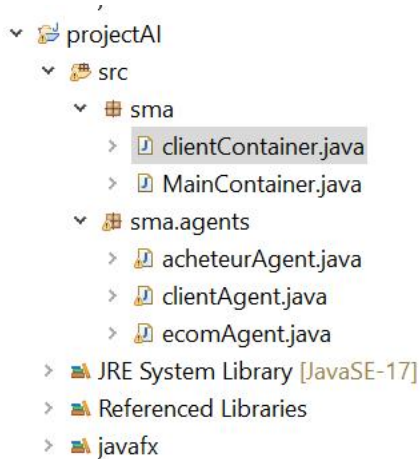 projectAI
src
sma
clientContainer.java
MainContainer.java
sma.agents
acheteurAgent.java
clientAgent.java
ecomAgent.java
JRE System Library [JavaSE-17]
Referenced Libraries
javafx